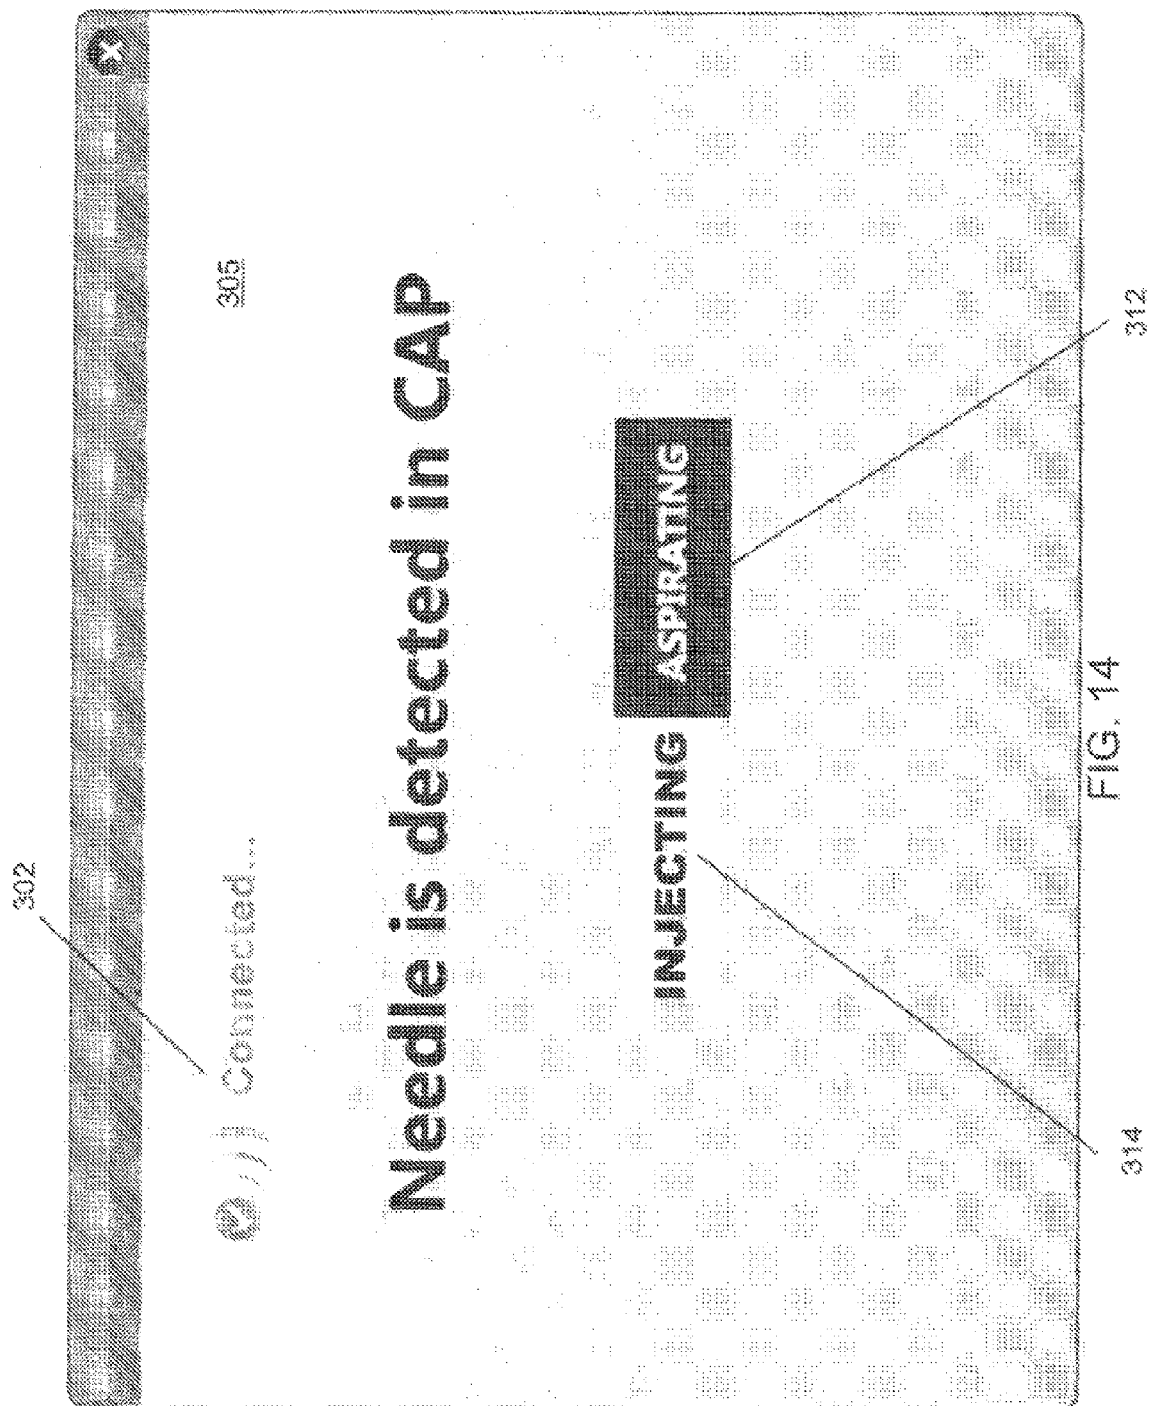 302
Connected...
305
Needle is detected in CAP
INJECTING ASPIRATING
314
312
FIG. 14